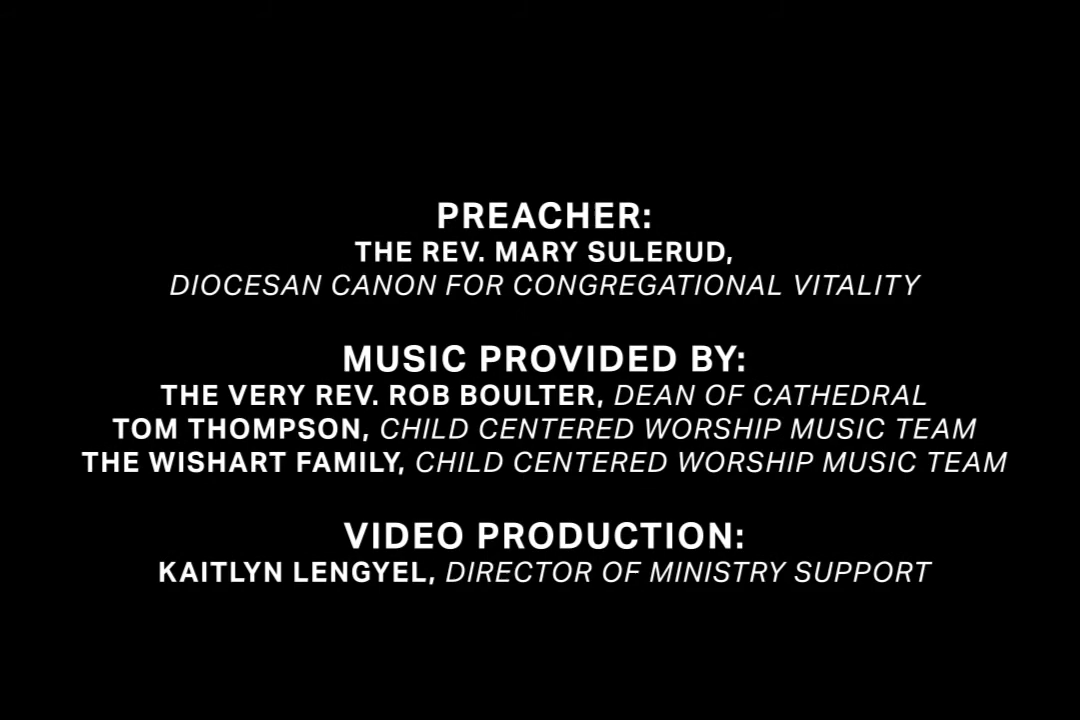 PREACHER:
THE REV. MARY SULERUD,
DIOCESAN CANON FOR CONGREGATIONAL VITALITY
MUSIC PROVIDED BY:
THE VERY REV. ROB BOULTER, DEAN OF CATHEDRAL
TOM THOMPSON, CHILD CENTERED WORSHIP MUSIC TEAM
THE WISHART FAMILY, CHILD CENTERED WORSHIP MUSIC TEAM
VIDEO PRODUCTION:
KAITLYN LENGYEL, DIRECTOR OF MINISTRY SUPPORT